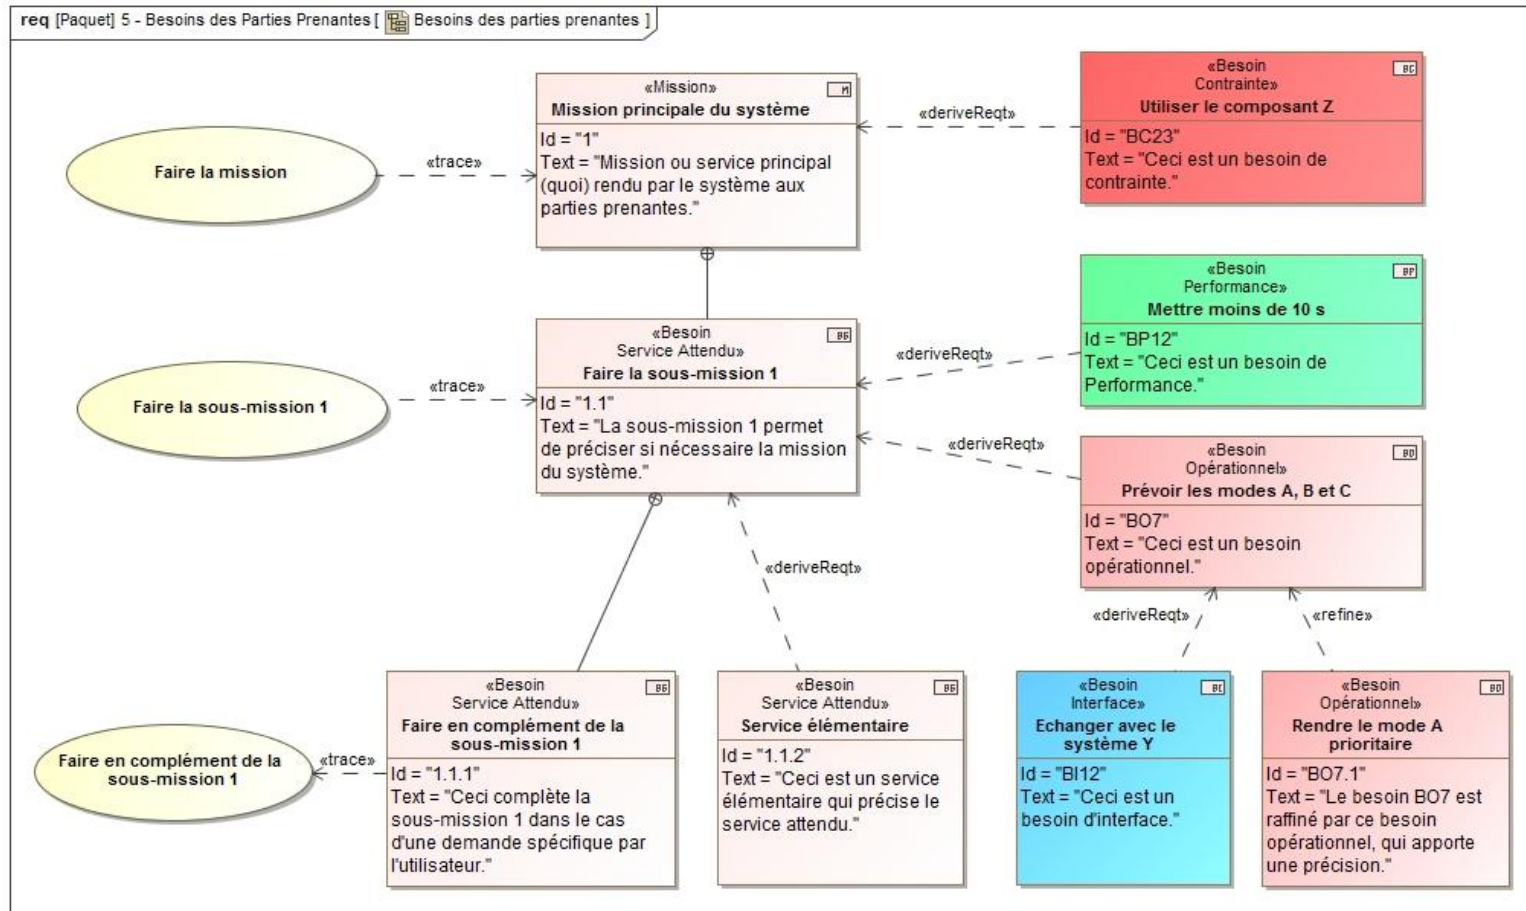 req [Paquet] 5 - Besoins des Parties Prenantes [ Besoins des parties prenantes ]
Faire la mission
«trace»
«Mission»
M
Mission principale du système
Id = "1"
Text = "Mission ou service principal
(quoi) rendu par le système aux
parties prenantes."
«deriveReqt»
«Besoin
Contrainte»
BC
Utiliser le composant Z
Id = "BC23"
Text = "Ceci est un besoin de
contrainte."
Faire la sous-mission 1
«trace»
«Besoin
Service Attendu»
Faire la sous-mission 1
Id = "1.1"
Text = "La sous-mission 1 permet
de préciser si nécessaire la mission
du système."
«deriveReqt»
«Besoin
Performance»
BP
Mettre moins de 10 s
Id = "BP12"
Text = "Ceci est un besoin de
Performance."
«deriveReqt»
«Besoin
Opérationnel»
BO
Prévoir les modes A, B et C
Id = "BO7"
Text = "Ceci est un besoin
opérationnel."
«deriveReqt»
«deriveReqt»
«refine»
Faire en complément de la
sous-mission 1
«trace»
«Besoin
Service Attendu»
Faire en complément de la
sous-mission 1
Id = "1.1.1"
Text = "Ceci complète la
sous-mission 1 dans le cas
d'une demande spécifique par
l'utilisateur."
«Besoin
Service Attendu»
Service élémentaire
Id = "1.1.2"
Text = "Ceci est un service
élémentaire qui précise le
service attendu."
«Besoin
Interface»
BI
Echanger avec le
système Y
Id = "BI12"
Text = "Ceci est un
besoin d'interface."
«Besoin
Opérationnel»
BO
Rendre le mode A
prioritaire
Id = "BO7.1"
Text = "Le besoin BO7 est
raffiné par ce besoin
opérationnel, qui apporte
une précision."